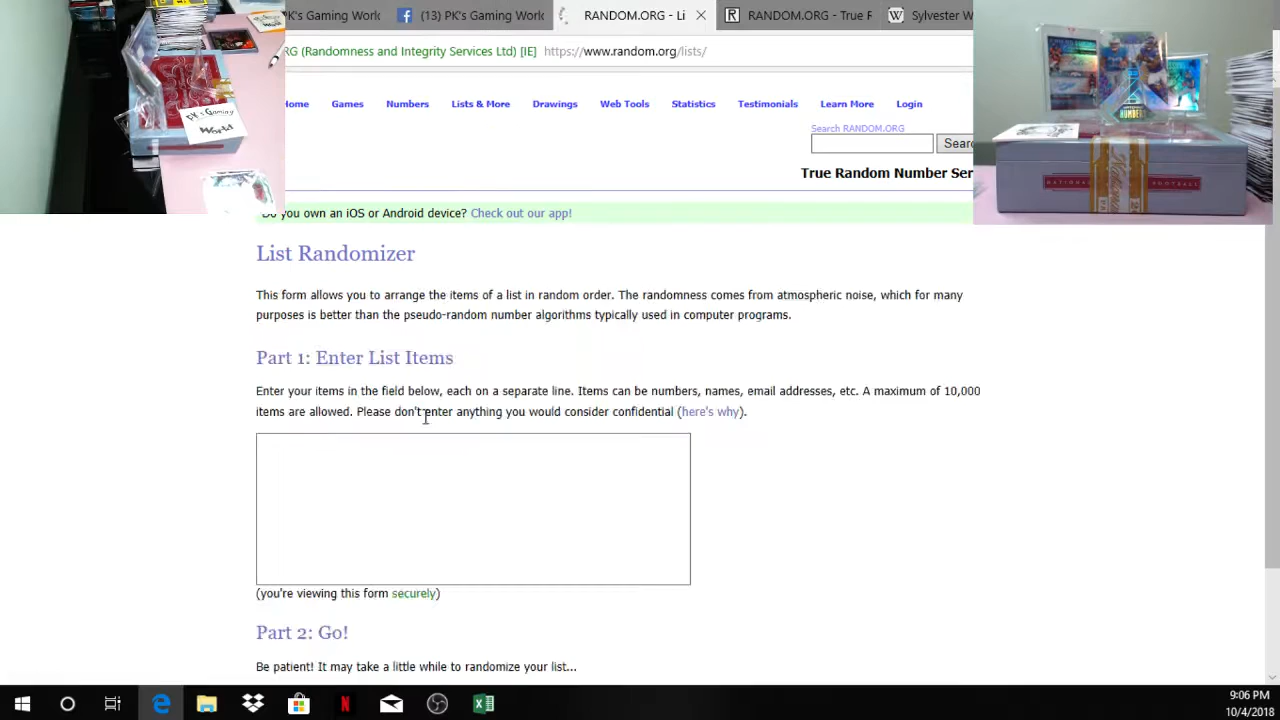 PK's Gaming World
(13) PK's Gaming World
RANDOM.ORG - Li
RANDOM.ORG - True R
Sylvester W
RG (Randomness and Integrity Services Ltd) [IE] https://www.random.org/lists/
Home Games Numbers Lists & More Drawings Web Tools Statistics Testimonials Learn More Login
Search RANDOM.ORG
Sear
True Random Number Ser
Do you own an iOS or Android device? Check out our app!
PK's Gaming
World
NUMBERS
NATIONAL FOOTBALL
List Randomizer
This form allows you to arrange the items of a list in random order. The randomness comes from atmospheric noise, which for many
purposes is better than the pseudo-random number algorithms typically used in computer programs.
Part 1: Enter List Items
Enter your items in the field below, each on a separate line. Items can be numbers, names, email addresses, etc. A maximum of 10,000
items are allowed. Please don't enter anything you would consider confidential (here's why).
(you're viewing this form securely)
Part 2: Go!
Be patient! It may take a little while to randomize your list...
9:06 PM
10/4/2018